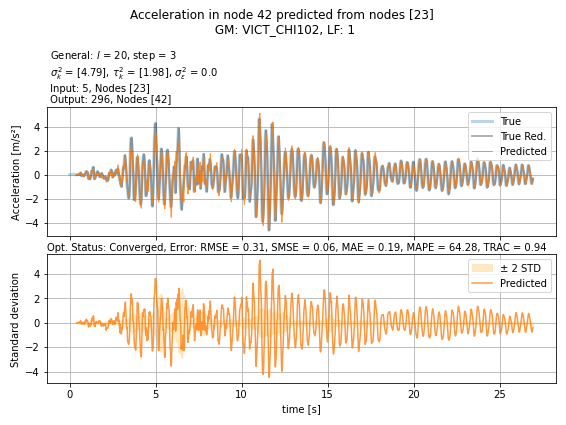 Acceleration in node 42 predicted from nodes [23]
GM: VICT_CHI102, LF: 1
General: l = 20, step = 3
σ²ₖ = [4.79], τ²ₖ = [1.98], σ²ε = 0.0
Input: 5, Nodes [23]
Output: 296, Nodes [42]
Acceleration [m/s²]
4
2
0
−2
−4
True
True Red.
Predicted
Opt. Status: Converged, Error: RMSE = 0.31, SMSE = 0.06, MAE = 0.19, MAPE = 64.28, TRAC = 0.94
Standard deviation
4
2
0
−2
−4
± 2 STD
Predicted
0 5 10 15 20 25
time [s]